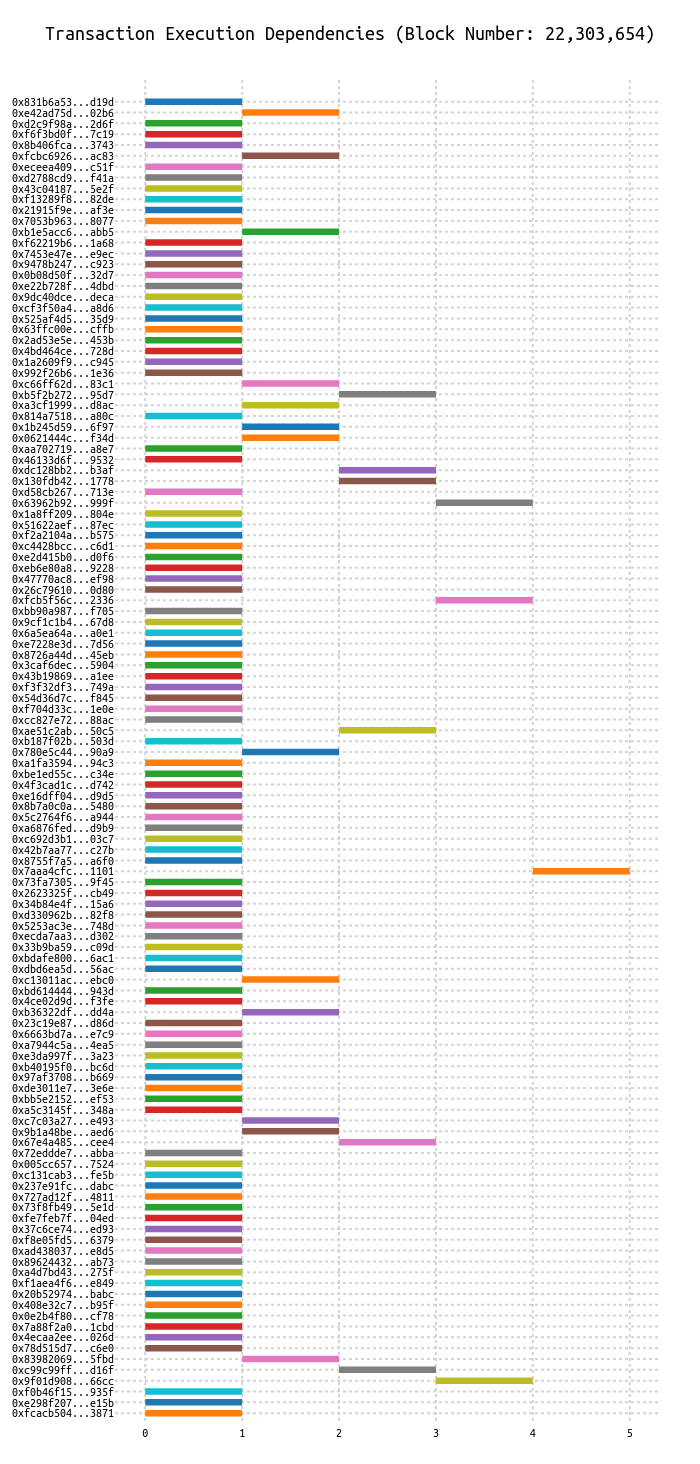 Transaction Execution Dependencies (Block Number: 22,303,654)
0x831b6a53...d19d
0xe42ad75d...02b6
0xd2c9f98a...2d6f
0xf6f3bd0f...7c19
0x8b406fca...3743
0xfcbc6926...ac83
0xeceea409...c51f
0xd2788cd9...f41a
0x43c04187...5e2f
0xf13289f8...82de
0x21915f9e...af3e
0x7053b963...8077
0xb1e5acc6...abb5
0xf62219b6...1a68
0x7453e47e...e9ec
0x9478b247...c923
0x0b08d50f...32d7
0xe22b728f...4dbd
0x9dc40dce...deca
0xcf3f50a4...a8d6
0x525af4d5...35d9
0x63ffc00e...cffb
0x2ad53e5e...453b
0x4bd464ce...728d
0x1a2609f9...c945
0x992f26b6...1e36
0xc66ff62d...83c1
0xb5f2b272...95d7
0xa3cf1999...d8ac
0x814a7518...a80c
0x1b245d59...6f97
0x0621444c...f34d
0xaa702719...a8e7
0x46133d6f...9532
0xdc128bb2...b3af
0x130fdb42...1778
0xd58cb267...713e
0x63962b92...999f
0x1a8ff209...804e
0x51622aef...87ec
0xf2a2104a...b575
0xc4428bcc...c6d1
0xe2d415b0...d0f6
0xeb6e80a8...9228
0x47770ac8...ef98
0x26c79610...0d80
0xfcb5f56c...2336
0xbb90a987...f705
0x9cf1c1b4...67d8
0x6a5ea64a...a0e1
0xe7228e3d...7d56
0x8726a44d...45eb
0x3caf6dec...5904
0x43b19869...a1ee
0xf3f32df3...749a
0x54d36d7c...f845
0xf704d33c...1e0e
0xcc827e72...88ac
0xae51c2ab...50c5
0xb187f02b...503d
0x780e5c44...90a9
0xa1fa3594...94c3
0xbe1ed55c...c34e
0x4f3cad1c...d742
0xe16dff04...d9d5
0x8b7a0c0a...5480
0x5c2764f6...a944
0xa6876fed...d9b9
0xc692d3b1...03c7
0x42b7aa77...c27b
0x8755f7a5...a6f0
0x7aaa4cfc...1101
0x73fa7305...9f45
0x2623325f...cb49
0x34b84e4f...15a6
0xd330962b...82f8
0x5253ac3e...748d
0xecda7aa3...d302
0x33b9ba59...c09d
0xbdafe800...6ac1
0xdbd6ea5d...56ac
0xc13011ac...ebc0
0xbd614444...943d
0x4ce02d9d...f3fe
0xb36322df...dd4a
0x23c19e87...d86d
0x6663bd7a...e7c9
0xa7944c5a...4ea5
0xe3da997f...3a23
0xb40195f0...bc6d
0x97af3708...b669
0xde3011e7...3e6e
0xbb5e2152...ef53
0xa5c3145f...348a
0xc7c03a27...e493
0x9b1a48be...aed6
0x67e4a485...cee4
0x72eddde7...abba
0x005cc657...7524
0xc131cab3...fe5b
0x237e91fc...dabc
0x727ad12f...4811
0x73f8fb49...5e1d
0xfe7feb7f...04ed
0x37c6ce74...ed93
0xf8e05fd5...6379
0xad438037...e8d5
0x89624432...ab73
0xa4d7bd43...275f
0xf1aea4f6...e849
0x20b52974...babc
0x408e32c7...b95f
0x0e2b4f80...cf78
0x7a88f2a0...1cbd
0x4ecaa2ee...026d
0x78d515d7...c6e0
0x83982069...5fbd
0xc99c99ff...d16f
0x9f01d908...66cc
0xf0b46f15...935f
0xe298f207...e15b
0xfcacb504...3871
0 1 2 3 4 5